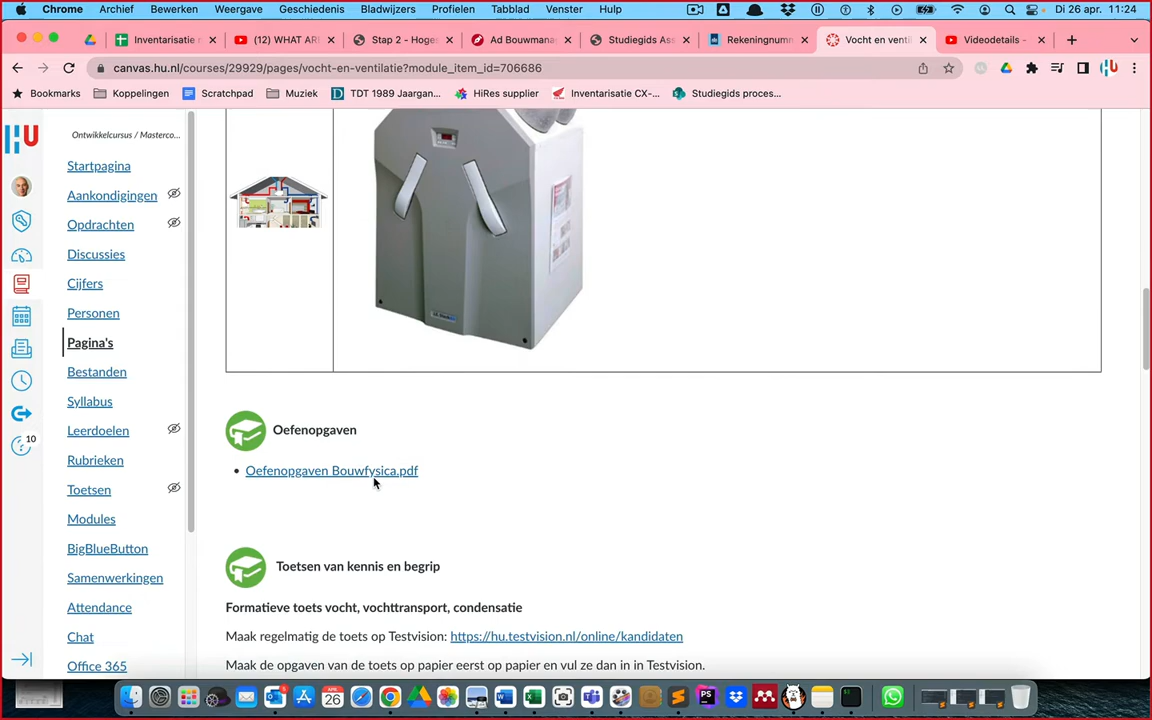 Chrome Archief Bewerken Weergave Geschiedenis Bladwijzers Profielen Tabblad Venster Hulp Di 26 apr. 11:24
Inventarisatie r (12) WHAT AR Stap 2 - Hoges Ad Bouwmana Studiegids Ass Rekeningnumm Vocht en venti Videodetails -
canvas.hu.nl/courses/29929/pages/vocht-en-ventilatie?module_item_id=706686
Bookmarks Koppelingen Scratchpad Muziek TDT 1989 Jaargan... HiRes supplier Inventarisatie CX-... Studiegids proces...
HU
Ontwikkelcursus / Masterco...
Startpagina
Aankondigingen
Opdrachten
Discussies
Cijfers
Personen
Pagina's
Bestanden
Syllabus
Leerdoelen
10
Rubrieken
Toetsen
Modules
BigBlueButton
Samenwerkingen
Attendance
Chat
Office 365
Oefenopgaven
• Oefenopgaven Bouwfysica.pdf
Toetsen van kennis en begrip
Formatieve toets vocht, vochttransport, condensatie
Maak regelmatig de toets op Testvision: https://hu.testvision.nl/online/kandidaten
Maak de opgaven van de toets op papier eerst op papier en vul ze dan in in Testvision.